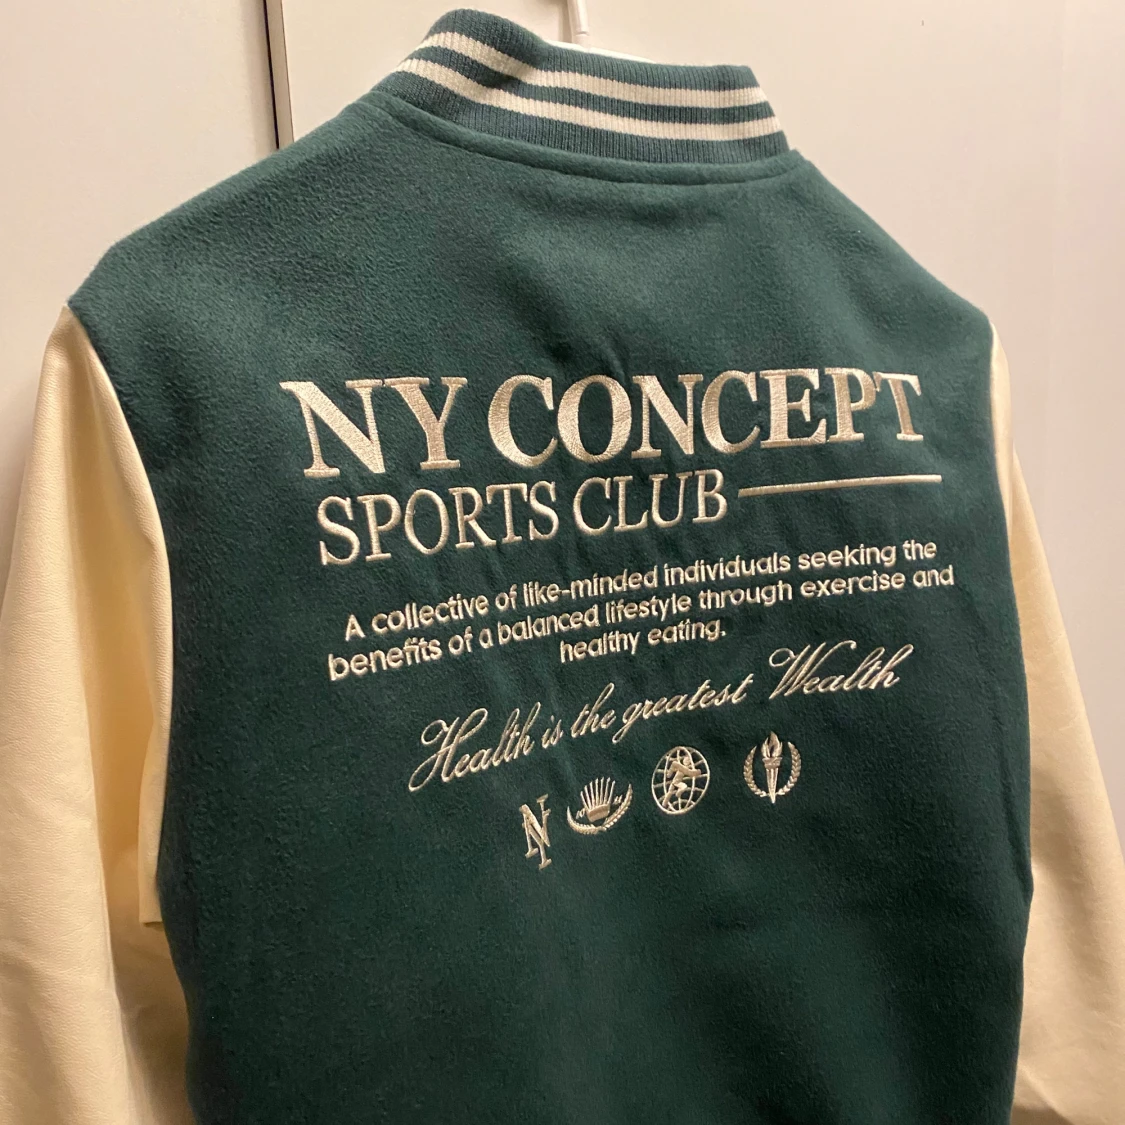 NY CONCEPT
SPORTS CLUB
A collective of like-minded individuals seeking the
benefits of a balanced lifestyle through exercise and
healthy eating.
Health is the greatest Wealth
NY